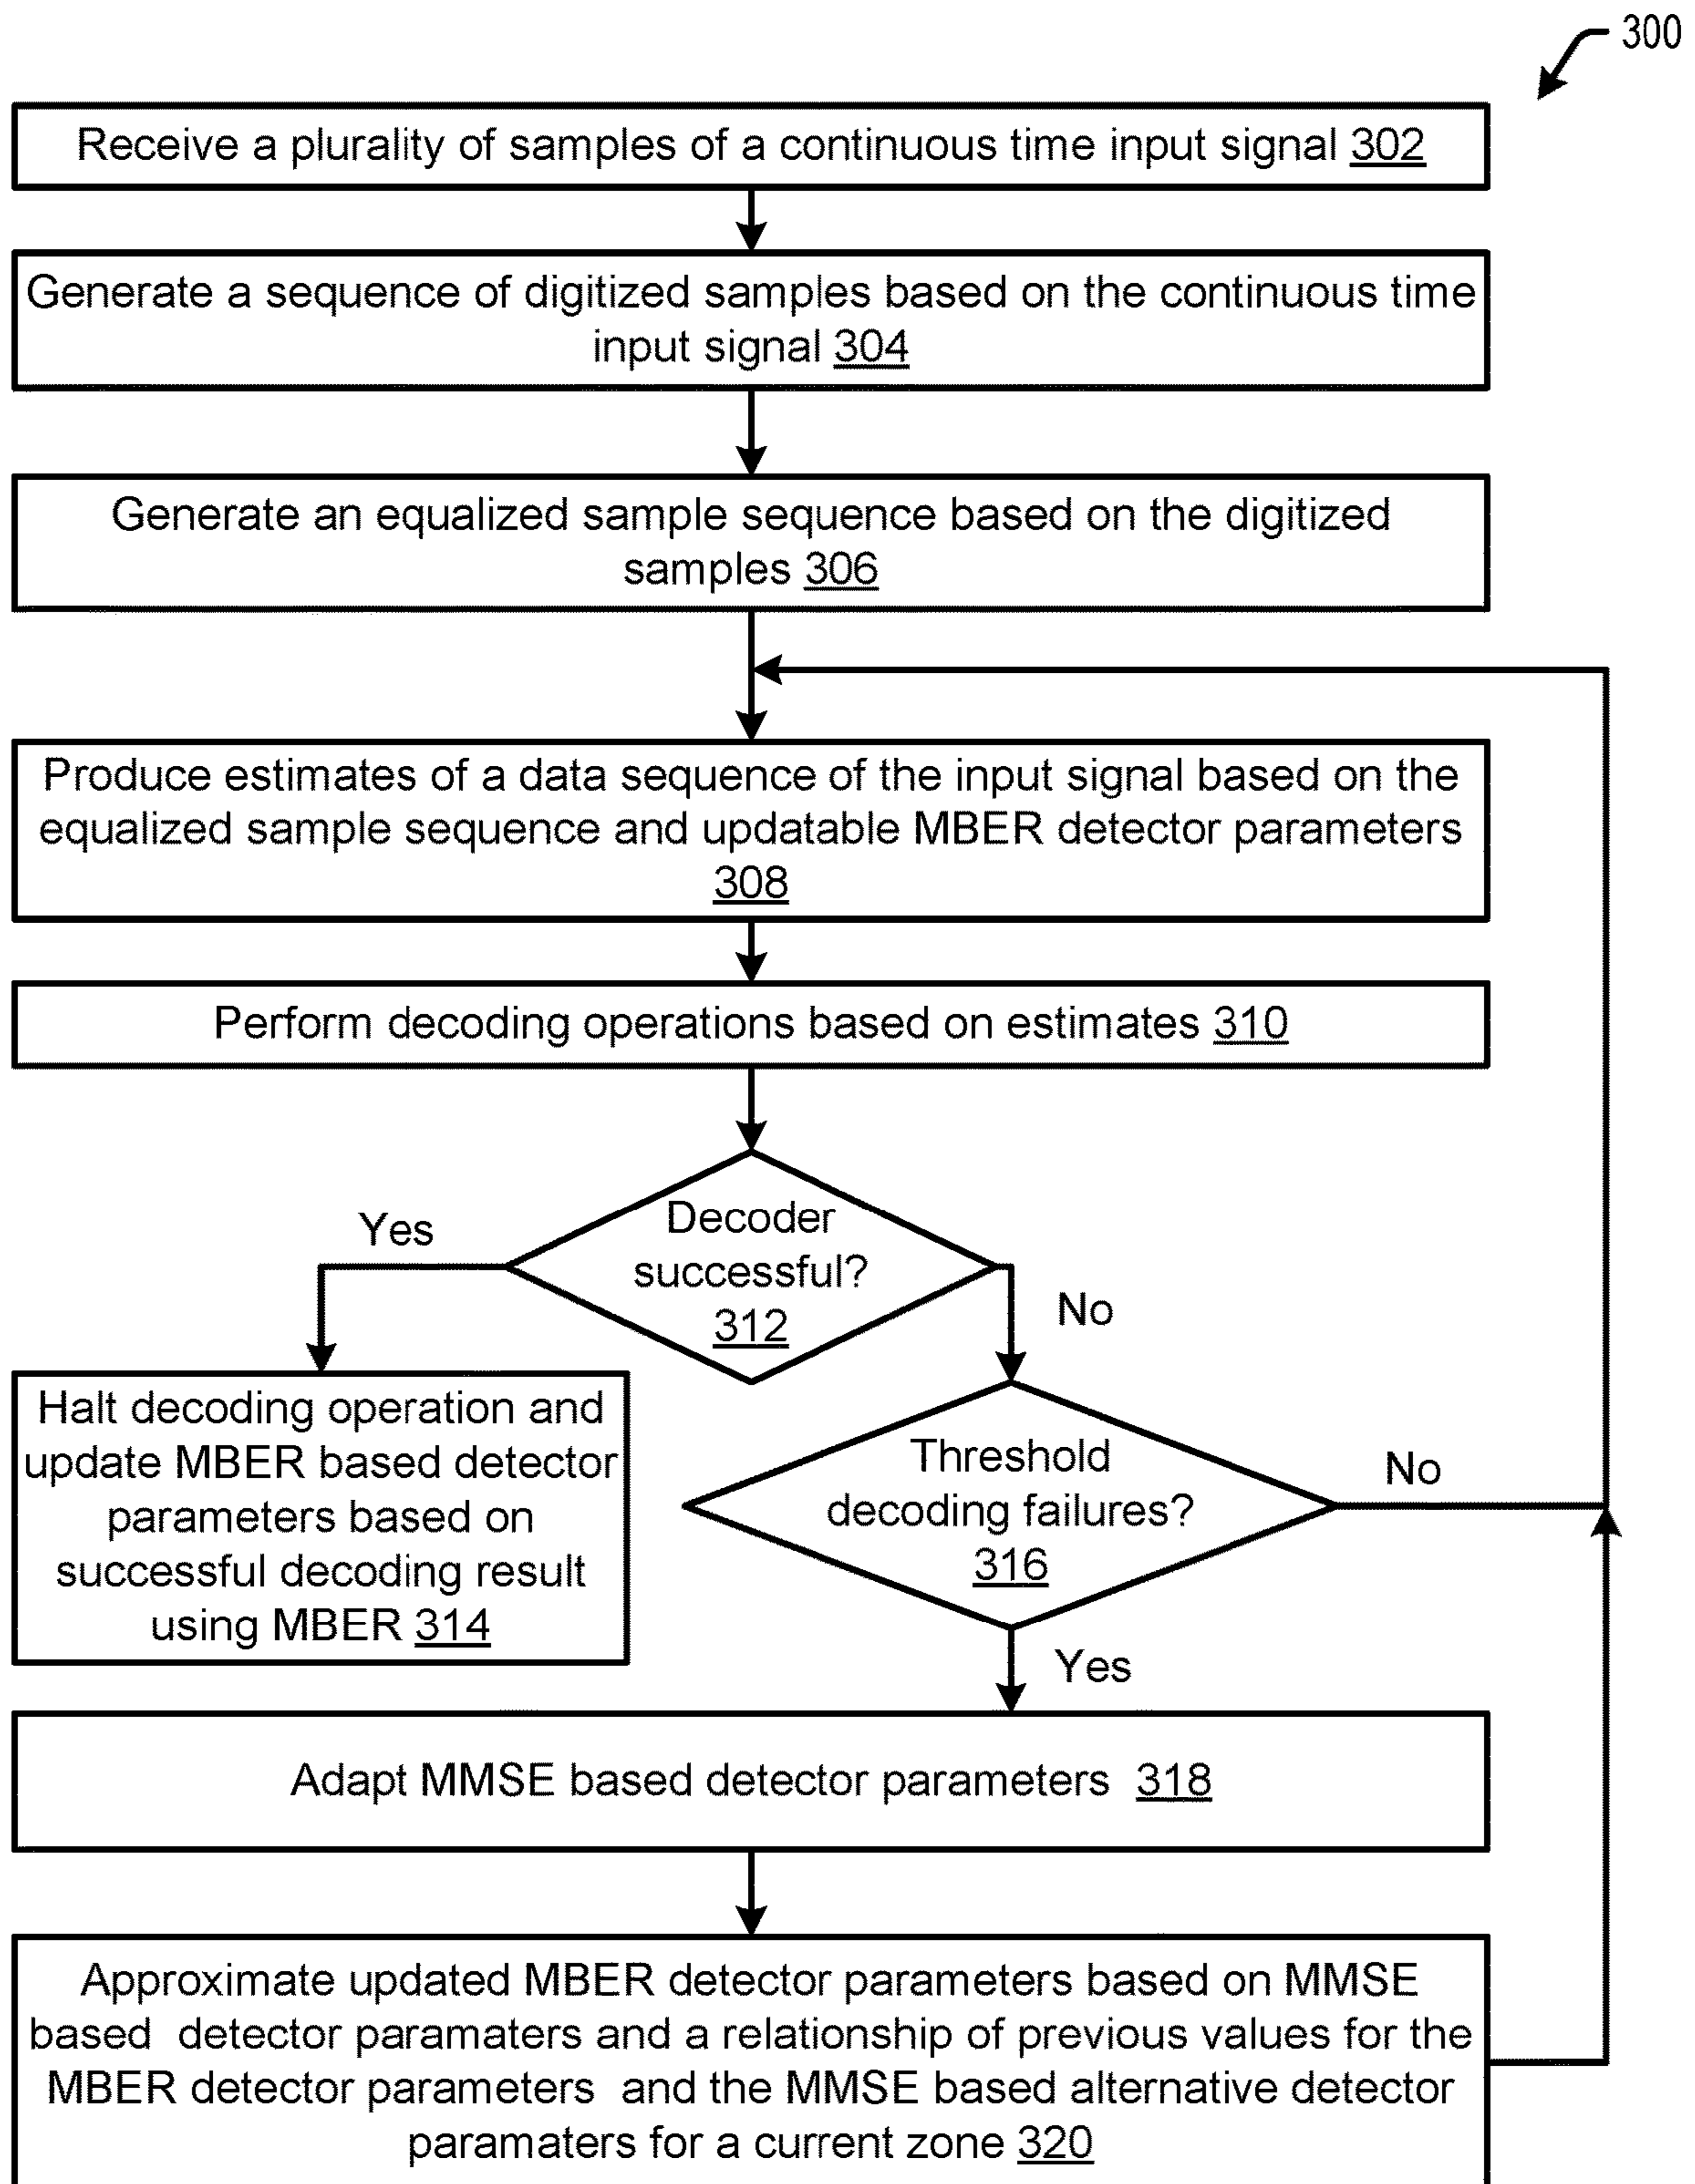 300
Receive a plurality of samples of a continuous time input signal 302
Generate a sequence of digitized samples based on the continuous time
input signal 304
Generate an equalized sample sequence based on the digitized
samples 306
Produce estimates of a data sequence of the input signal based on the
equalized sample sequence and updatable MBER detector parameters
308
Perform decoding operations based on estimates 310
Decoder
successful?
312
Yes
No
Halt decoding operation and
update MBER based detector
parameters based on
successful decoding result
using MBER 314
Threshold
decoding failures?
316
No
Yes
Adapt MMSE based detector parameters 318
Approximate updated MBER detector parameters based on MMSE
based detector paramaters and a relationship of previous values for the
MBER detector parameters and the MMSE based alternative detector
paramaters for a current zone 320